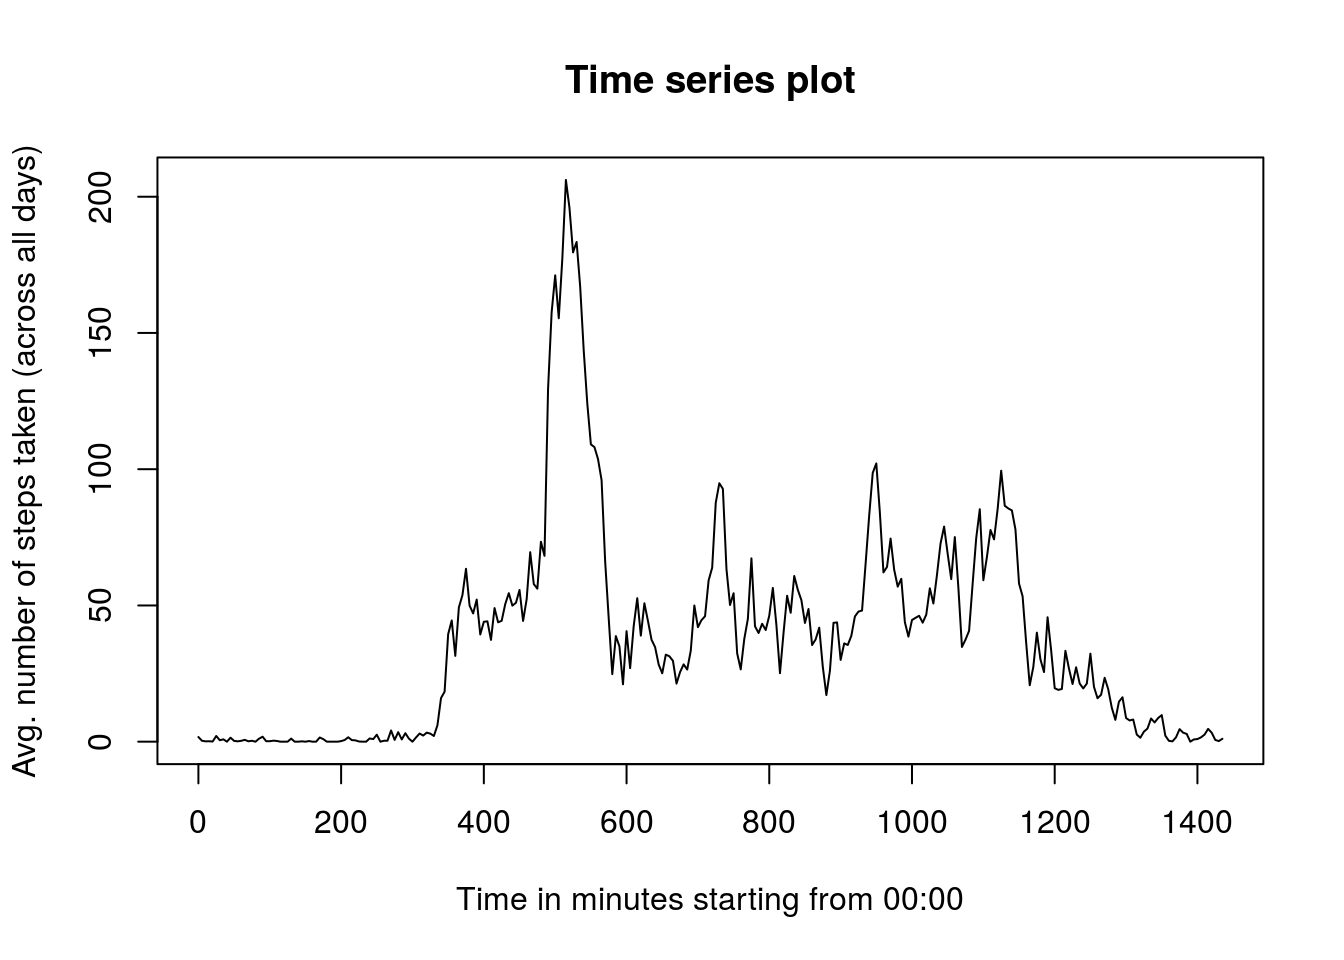 Time series plot
Avg. number of steps taken (across all days)
200
150
100
50
0
0 200 400 600 800 1000 1200 1400
Time in minutes starting from 00:00